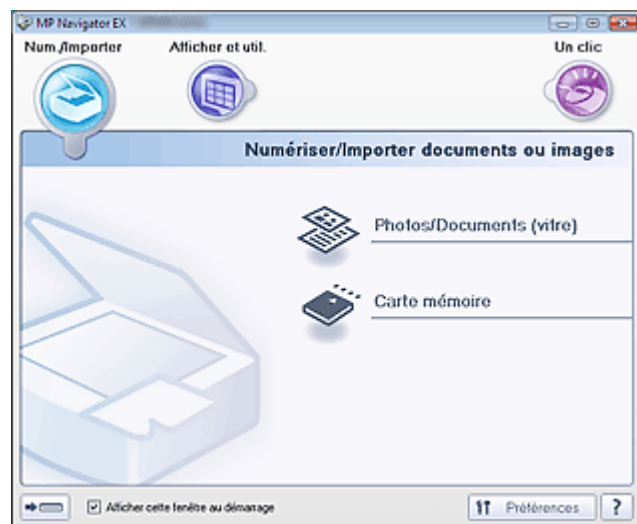 MP Navigator EX
Num./Importer
Afficher et util.
Un clic
Numériser/Importer documents ou images
Photos/Documents (vitre)
Carte mémoire
Afficher cette fenêtre au démarrage
Préférences
?